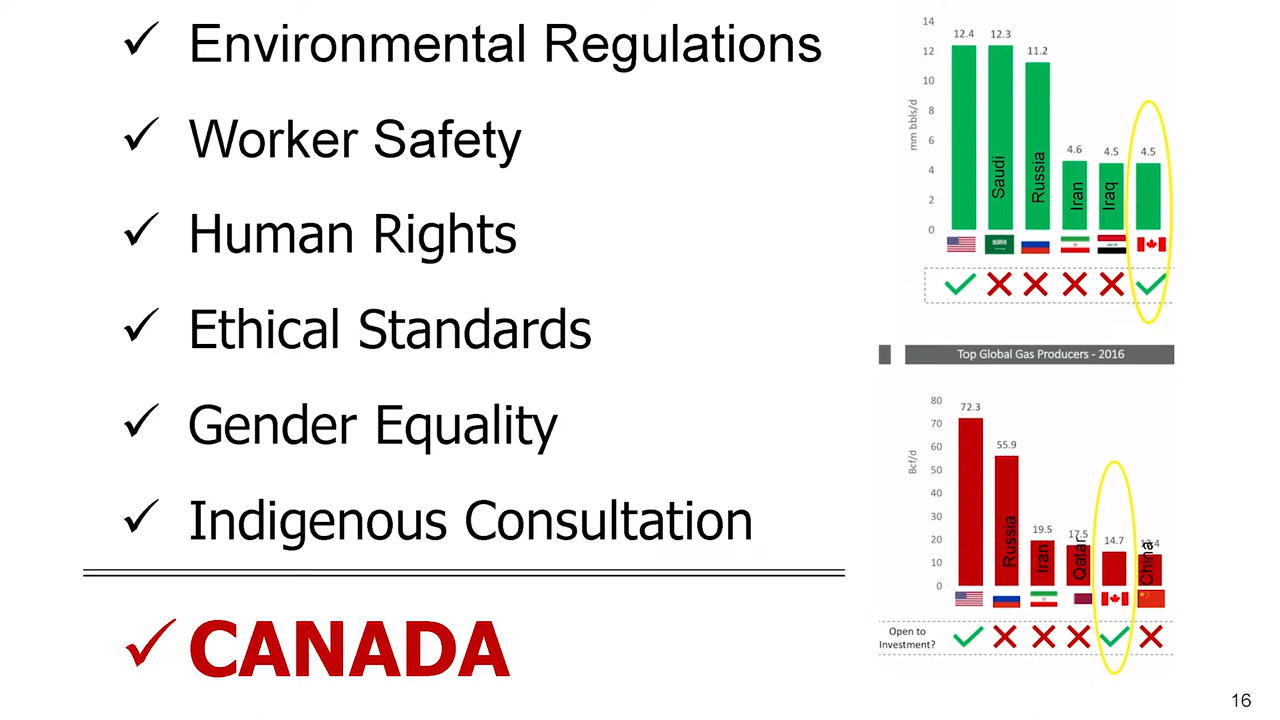 Environmental Regulations
Worker Safety
Human Rights
Ethical Standards
Gender Equality
Indigenous Consultation
CANADA
14
12
10
8
6
4
2
0
mm bbls/d
12.4 12.3 11.2 4.6 4.5 4.5
Saudi Russia Iran Iraq
Top Global Gas Producers - 2016
80
70
60
50
40
30
20
10
0
Bcf/d
72.3 55.9 19.5 17.5 14.7
Russia Iran Qatar China
Open to
Investment?
16